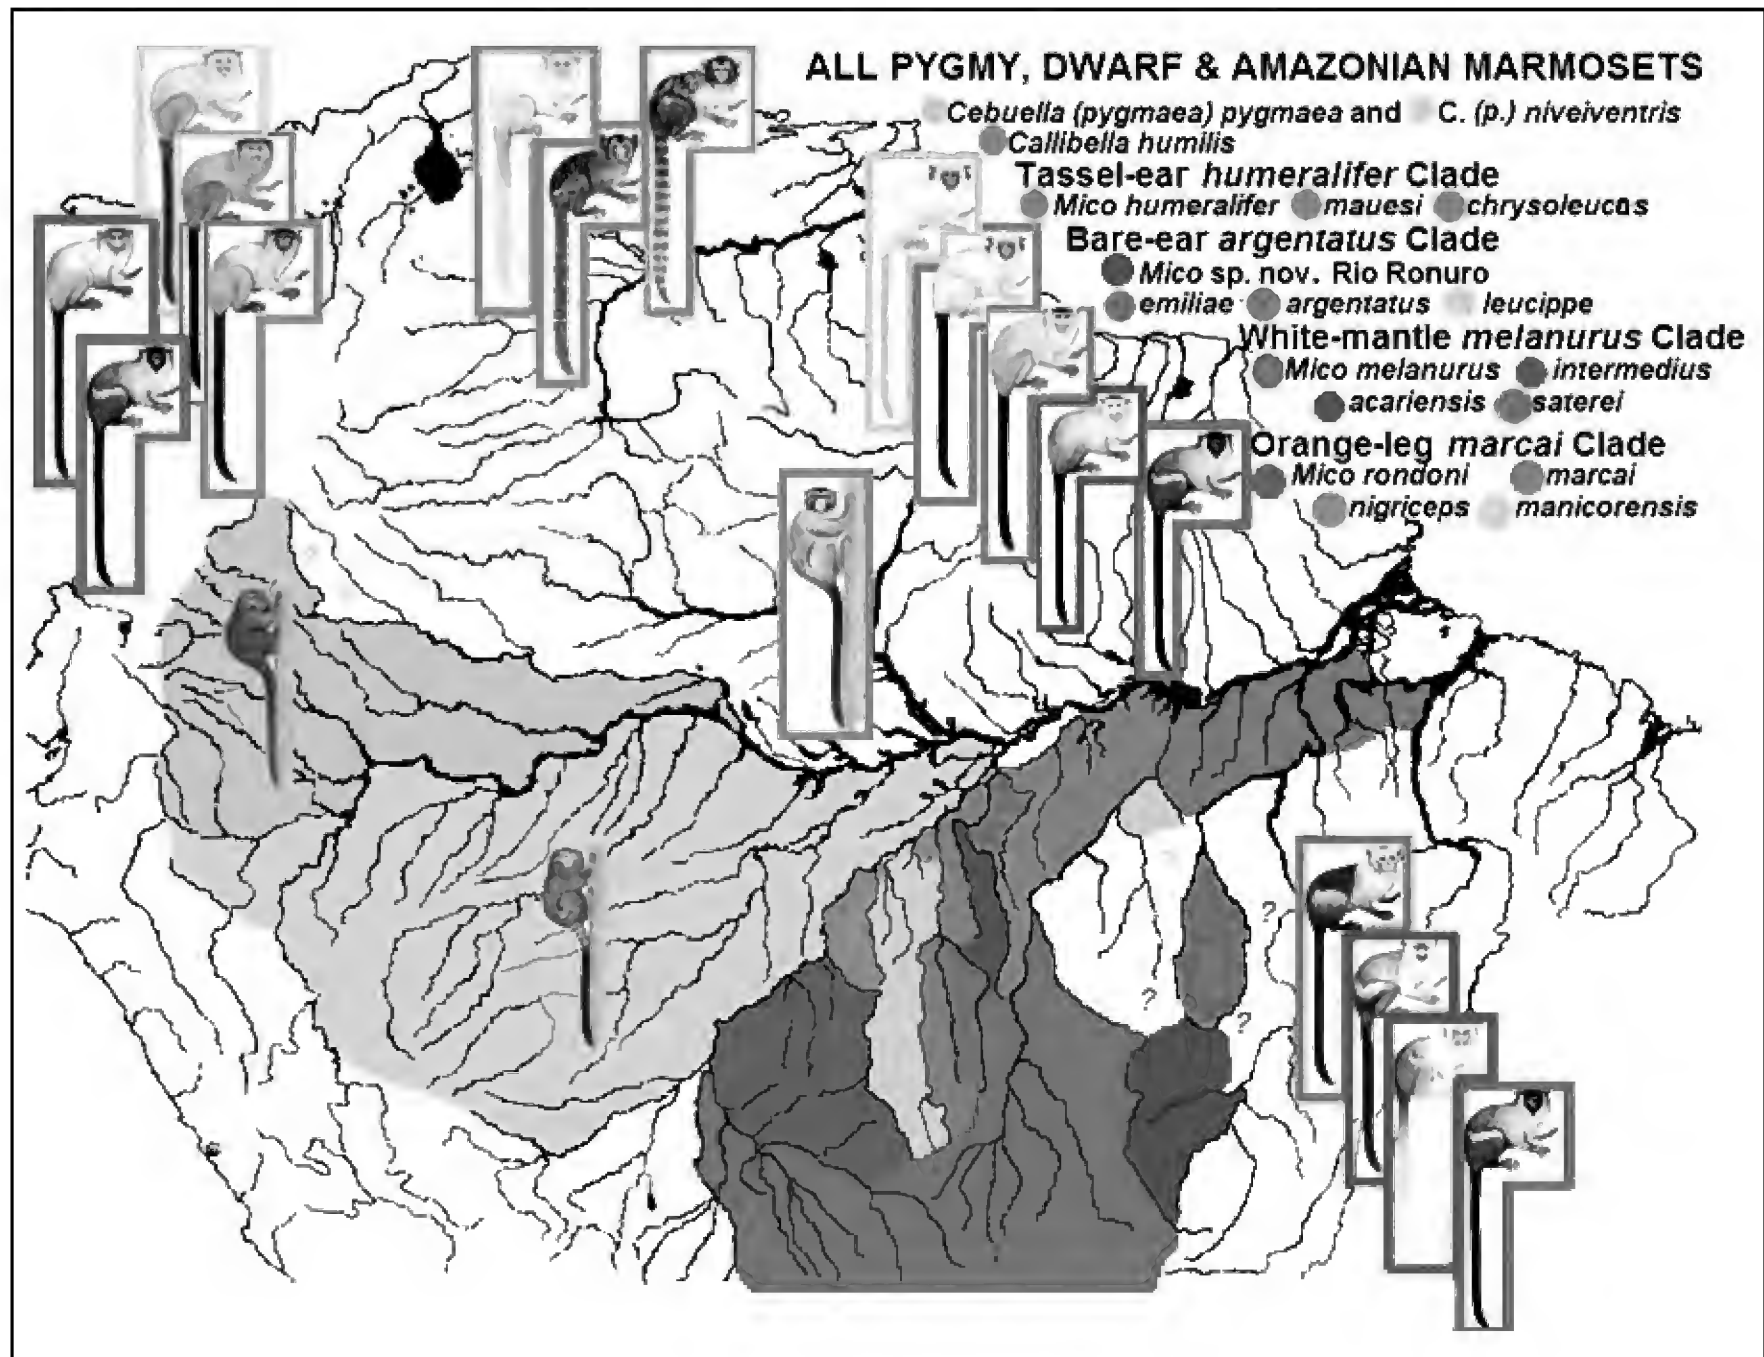 ALL PYGMY, DWARF & AMAZONIAN MARMOSETS
Cebuella (pygmaea) pygmaea and C. (p.) niveiventris
Callibella humilis
Tassel-ear humeralifer Clade
Mico humeralifer mauesi chrysoleucos
Bare-ear argentatus Clade
Mico sp. nov. Rio Ronuro
emiliae argentatus leucippe
White-mantle melanurus Clade
Mico melanurus intermedius
acariensis saterei
Orange-leg marcai Clade
Mico rondoni marcai
nigriceps manicorensis
?
?
?